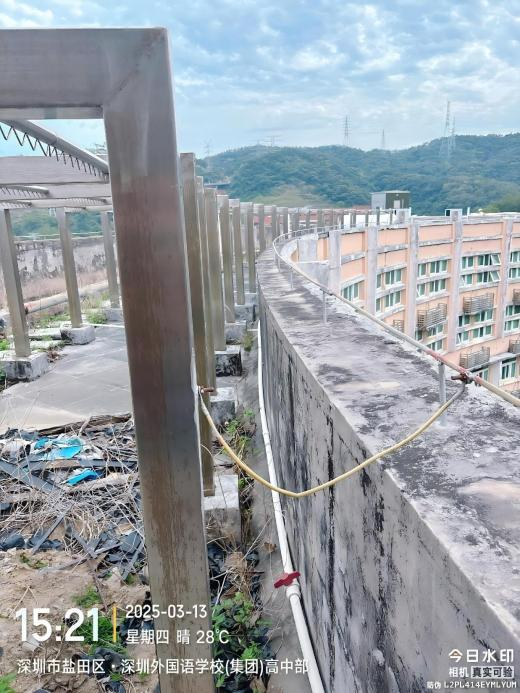 15:21
2025-03-13
星期四 晴 28℃
深圳市盐田区·深圳外国语学校(集团)高中部
今日水印
相机 真实可验
防伪 L2PL414EYMLYUM